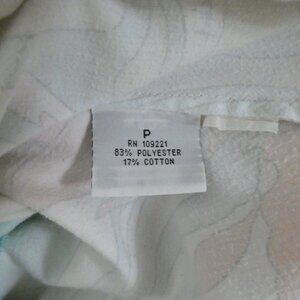 P
RN 109221
83% POLYESTER
17% COTTON